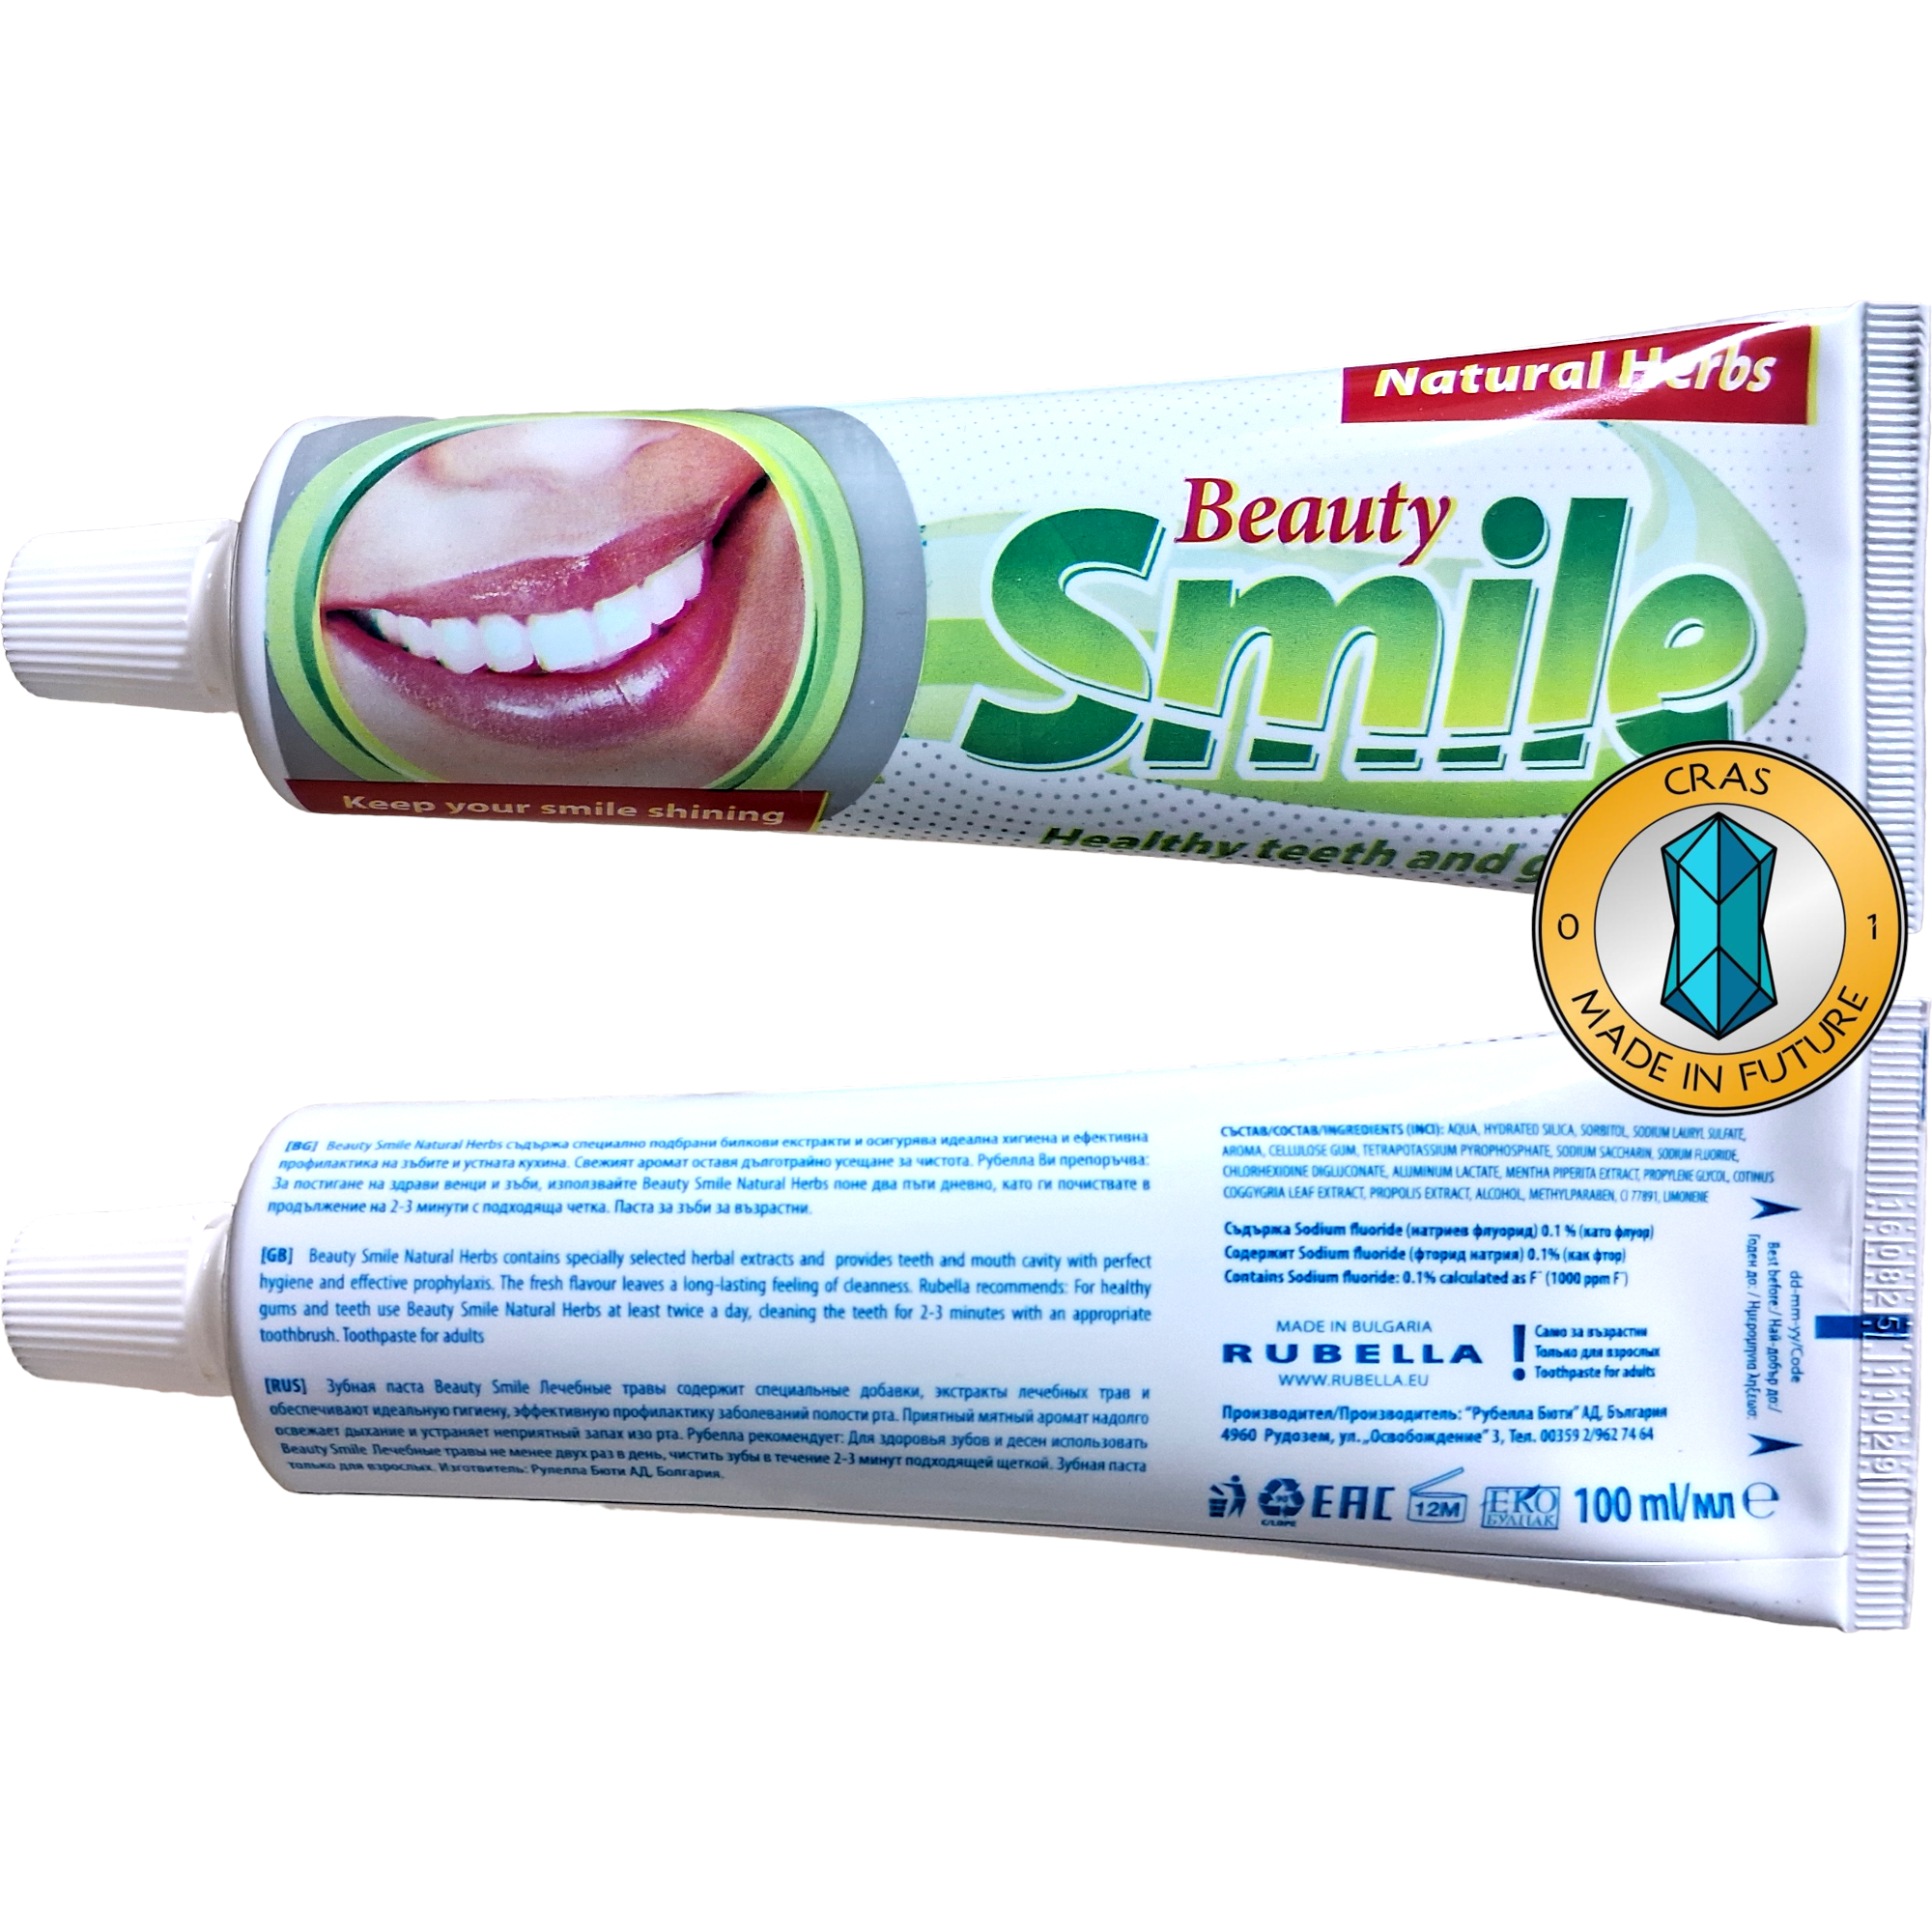 Natural Herbs
Beauty
Smile
Keep your smile shining
Healthy teeth and g
CRAS
0 1
MADE IN FUTURE
[BG] Beauty Smile Natural Herbs съдържа специално подбрани билкови екстракти и осигурява идеална хигиена и ефективна
профилактика на зъбите и устната кухина. Свежият аромат оставя дълготрайно усещане за чистота. Рубелла Ви препоръчва:
За постигане на здрави венци и зъби, използвайте Beauty Smile Natural Herbs поне два пъти дневно, като ги почиствате в
продължение на 2-3 минути с подходяща четка. Паста за зъби за възрастни.
[GB] Beauty Smile Natural Herbs contains specially selected herbal extracts and provides teeth and mouth cavity with perfect
hygiene and effective prophylaxis. The fresh flavour leaves a long-lasting feeling of cleanness. Rubella recommends: For healthy
gums and teeth use Beauty Smile Natural Herbs at least twice a day, cleaning the teeth for 2-3 minutes with an appropriate
toothbrush. Toothpaste for adults
[RUS] Зубная паста Beauty Smile Лечебные травы содержит специальные добавки, экстракты лечебных трав и
обеспечивают идеальную гигиену, эффективную профилактику заболеваний полости рта. Приятный мятный аромат надолго
освежает дыхание и устраняет неприятный запах изо рта. Рубелла рекомендует: Для здоровья зубов и десен использовать
Beauty Smile Лечебные травы не менее двух раз в день, чистить зубы в течение 2-3 минут подходящей щеткой. Зубная паста
только для взрослых. Изготвитель: Рупелла Бюти АД, Болгария.
СЪСТАВ/СОСТАВ/INGREDIENTS (INCI): AQUA, HYDRATED SILICA, SORBITOL, SODIUM LAURYL SULFATE,
AROMA, CELLULOSE GUM, TETRAPOTASSIUM PYROPHOSPHATE, SODIUM SACCHARIN, SODIUM FLUORIDE,
CHLORHEXIDINE DIGLUCONATE, ALUMINUM LACTATE, MENTHA PIPERITA EXTRACT, PROPYLENE GLYCOL, COTINUS
COGGYGRIA LEAF EXTRACT, PROPOLIS EXTRACT, ALCOHOL, METHYLPARABEN, CI 77891, LIMONENE
Съдържа Sodium fluoride (натриев флуорид) 0.1 % (като флуор)
Содержит Sodium fluoride (фторид натрия) 0.1% (как фтор)
Contains Sodium fluoride: 0.1% calculated as F⁻ (1000 ppm F⁻)
MADE IN BULGARIA
RUBELLA
WWW.RUBELLA.EU
! Само за възрастни
Только для взрослых
Toothpaste for adults
Производител/Производитель: "Рубелла Бюти" АД, България
4960 Рудозем, ул. „Освобождение" 3, Тел. 00359 2/962 74 64
EAC 12M ЕКО
БУЛПАК 100 ml/мл ℮
dd-mm-yy/Code
Best before/ Най-добър до:/
Годен до: / Ημερομηνία λήξεως:
160825 11029